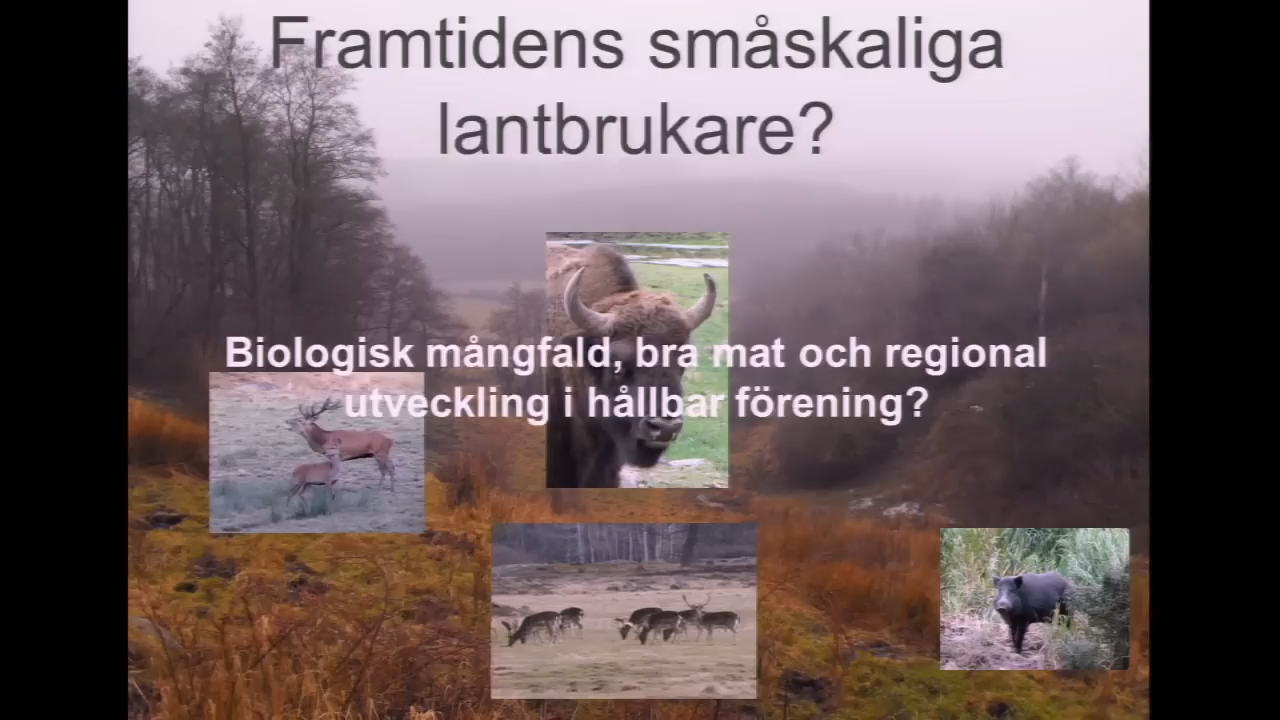 Framtidens småskaliga
lantbrukare?
Biologisk mångfald, bra mat och regional
utveckling i hållbar förening?